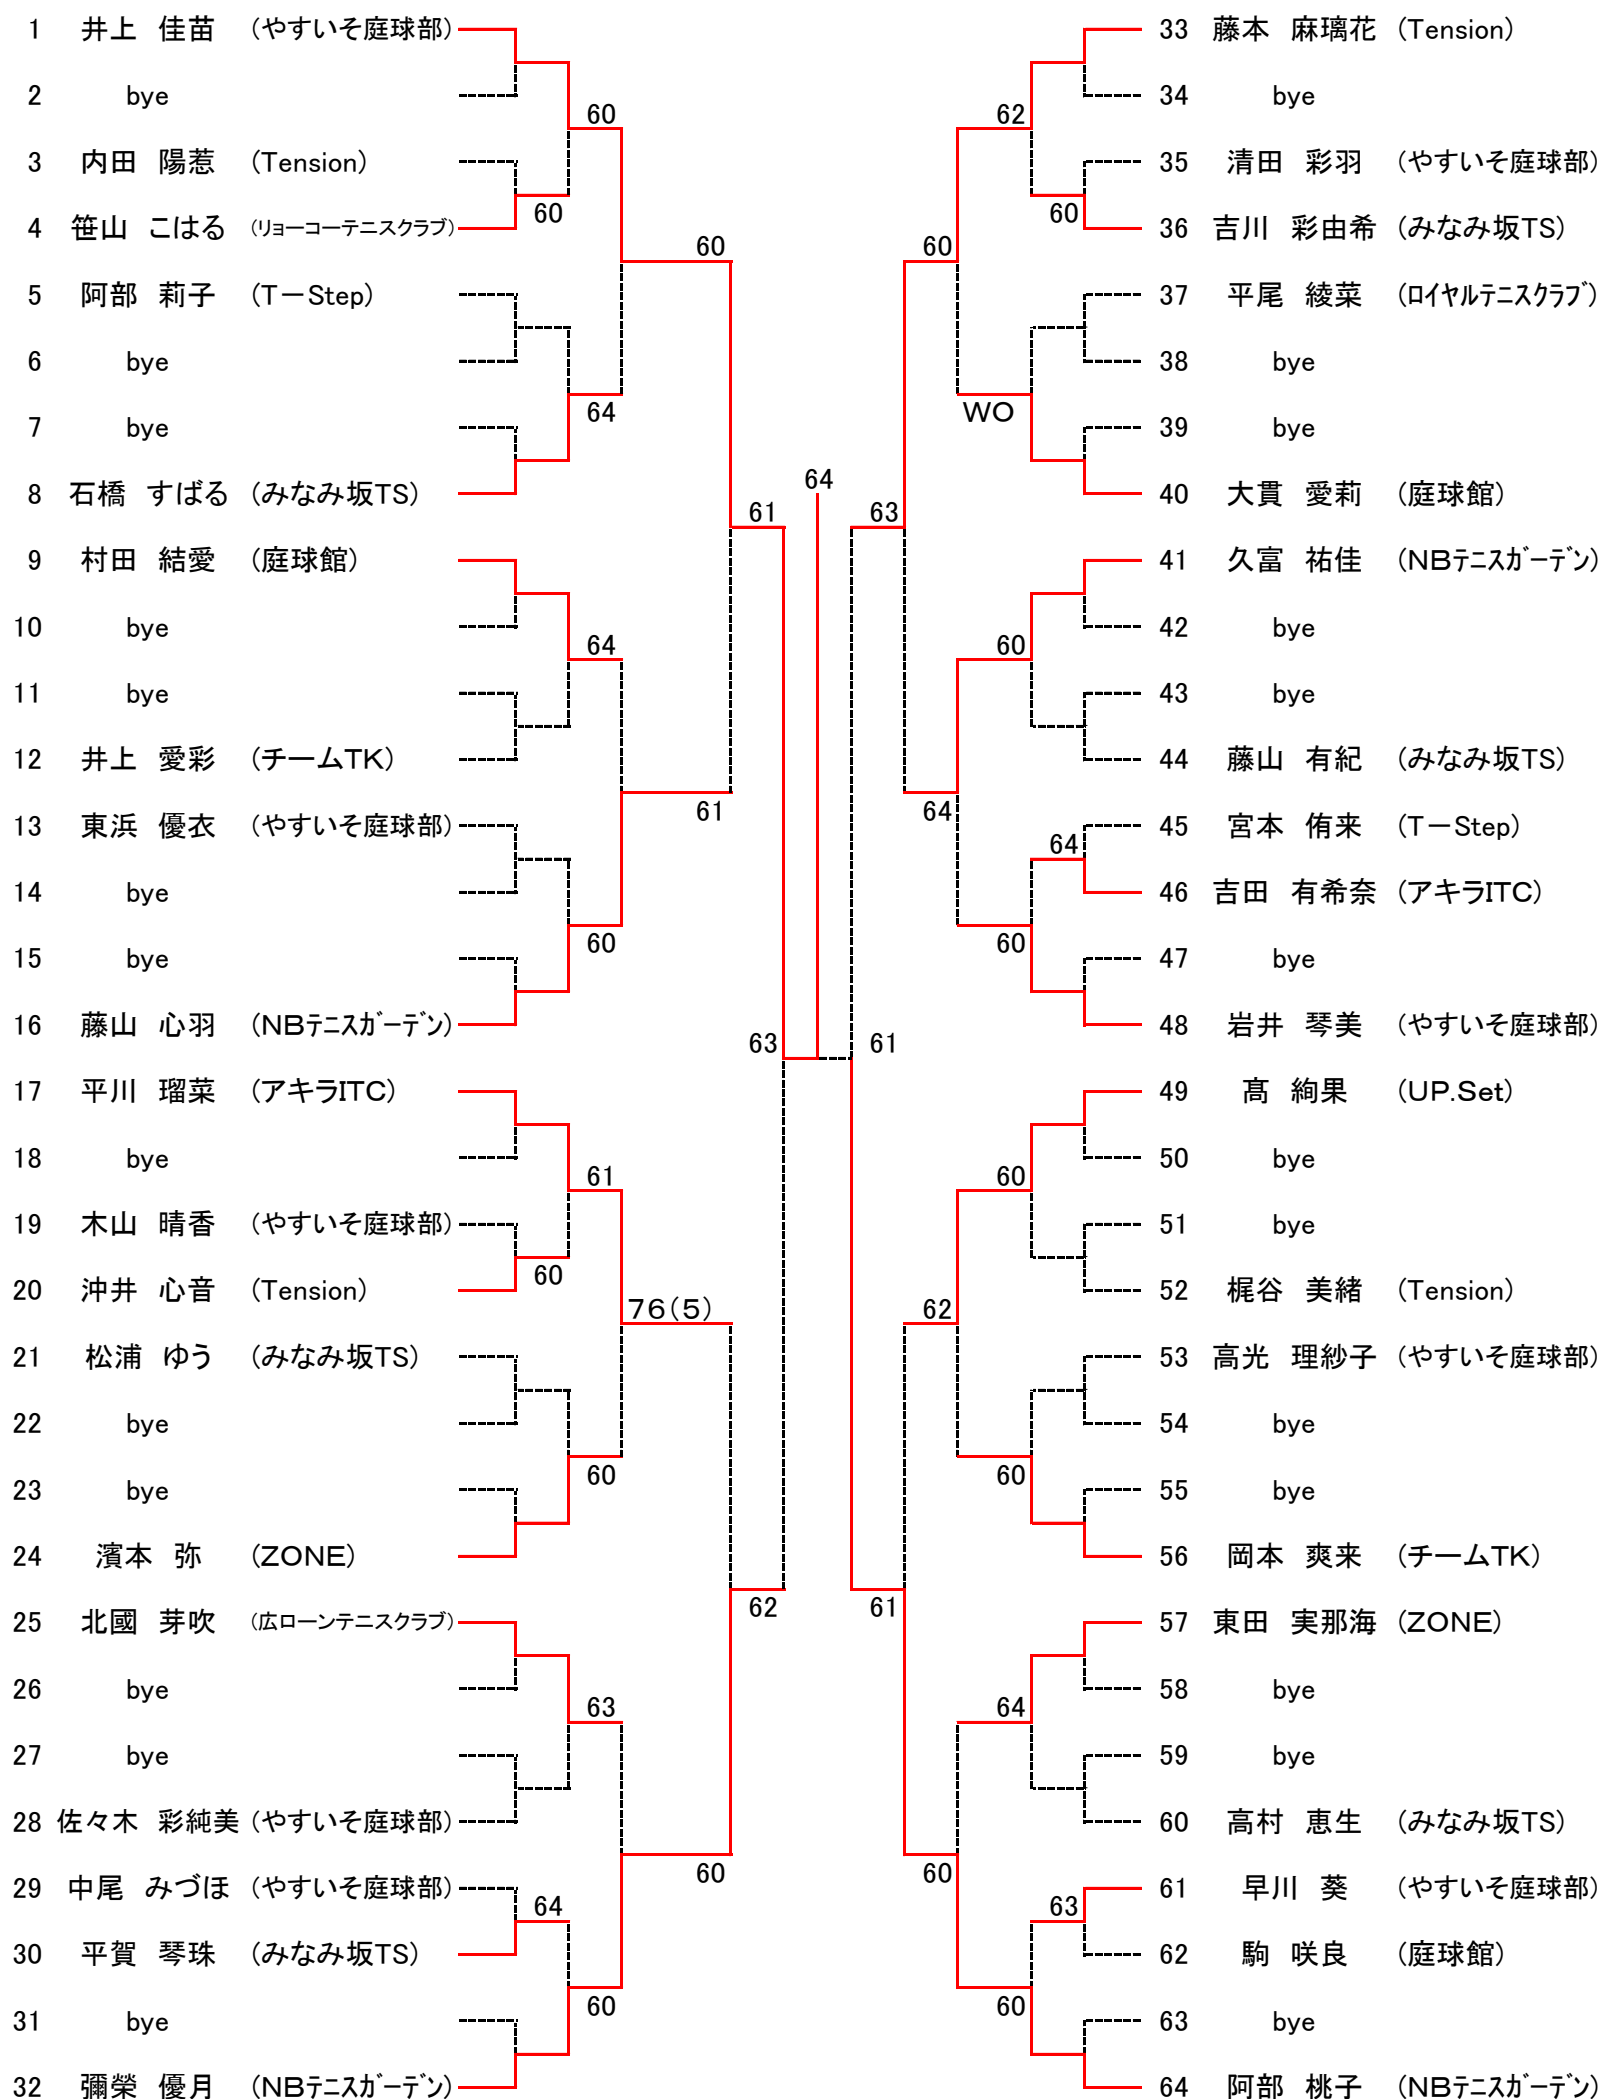 1 井上 佳苗 (やすいそ庭球部)
2 bye
60
3 内田 陽惹 (Tension)
60
4 笹山 こはる (リョーコーテニスクラブ)
60
5 阿部 莉子 (T－Step)
6 bye
64
7 bye
8 石橋 すばる (みなみ坂TS)
61
9 村田 結愛 (庭球館)
10 bye
64
11 bye
12 井上 愛彩 (チームTK)
61
13 東浜 優衣 (やすいそ庭球部)
14 bye
60
15 bye
16 藤山 心羽 (NBテニスガーデン)
63
17 平川 瑠菜 (アキラITC)
18 bye
61
19 木山 晴香 (やすいそ庭球部)
60
20 沖井 心音 (Tension)
76(5)
21 松浦 ゆう (みなみ坂TS)
22 bye
60
23 bye
24 濱本 弥 (ZONE)
62
25 北國 芽吹 (広ローンテニスクラブ)
26 bye
63
27 bye
28 佐々木 彩純美 (やすいそ庭球部)
60
29 中尾 みづほ (やすいそ庭球部)
64
30 平賀 琴珠 (みなみ坂TS)
60
31 bye
32 彌榮 優月 (NBテニスガーデン)
64
33 藤本 麻璃花 (Tension)
34 bye
62
35 清田 彩羽 (やすいそ庭球部)
60
36 吉川 彩由希 (みなみ坂TS)
60
37 平尾 綾菜 (ロイヤルテニスクラブ)
38 bye
WO
39 bye
40 大貫 愛莉 (庭球館)
63
41 久富 祐佳 (NBテニスガーデン)
42 bye
60
43 bye
44 藤山 有紀 (みなみ坂TS)
64
45 宮本 侑来 (T－Step)
64
46 吉田 有希奈 (アキラITC)
60
47 bye
48 岩井 琴美 (やすいそ庭球部)
61
49 髙 絢果 (UP.Set)
50 bye
60
51 bye
52 梶谷 美緒 (Tension)
62
53 高光 理紗子 (やすいそ庭球部)
54 bye
60
55 bye
56 岡本 爽来 (チームTK)
61
57 東田 実那海 (ZONE)
58 bye
64
59 bye
60 高村 恵生 (みなみ坂TS)
60
61 早川 葵 (やすいそ庭球部)
63
62 駒 咲良 (庭球館)
60
63 bye
64 阿部 桃子 (NBテニスガーデン)